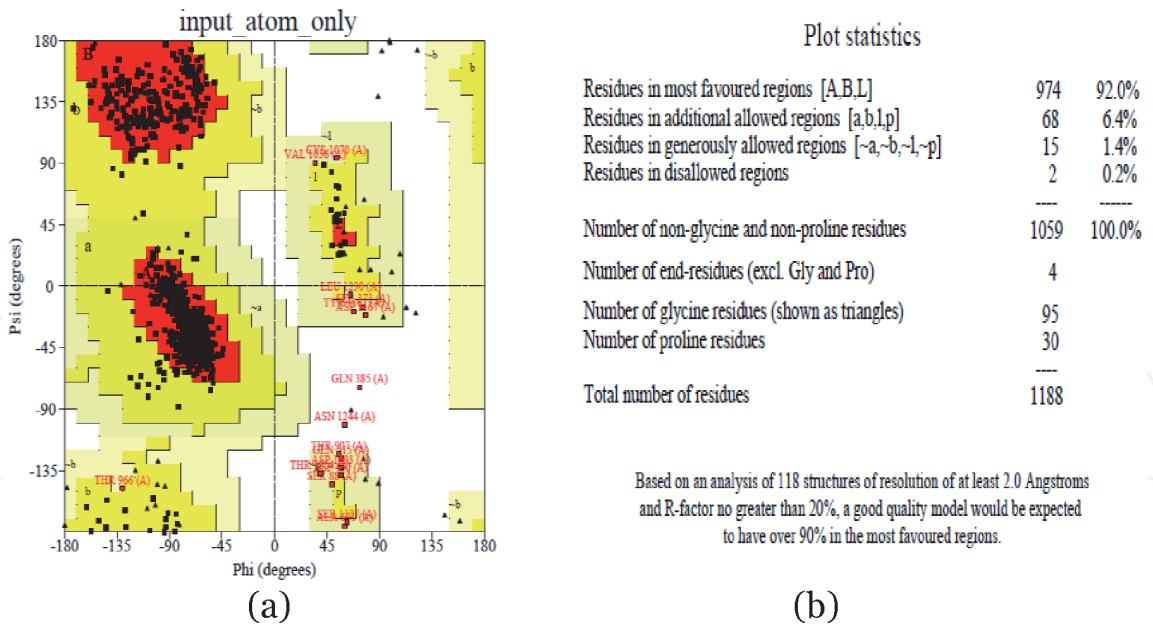 input_atom_only
180
135
90
45
0
-45
-90
-135
Psi (degrees)
B
b
a
A
~b
~b
b
~l
l
~a
~b
b
~b
b
p
CYS 1070 (A)
VAL 1056 (A)
LEU 1230 (A)
GLN 385 (A)
ASN 1244 (A)
THR 907 (A)
THR 966 (A)
-180
-135
-90
-45
0
45
90
135
180
Phi (degrees)
(a)
Plot statistics
Residues in most favoured regions [A,B,L] 974 92.0%
Residues in additional allowed regions [a,b,l,p] 68 6.4%
Residues in generously allowed regions [~a,~b,~l,~p] 15 1.4%
Residues in disallowed regions 2 0.2%
---- ------
Number of non-glycine and non-proline residues 1059 100.0%
Number of end-residues (excl. Gly and Pro) 4
Number of glycine residues (shown as triangles) 95
Number of proline residues 30
----
Total number of residues 1188
Based on an analysis of 118 structures of resolution of at least 2.0 Angstroms
and R-factor no greater than 20%, a good quality model would be expected
to have over 90% in the most favoured regions.
(b)